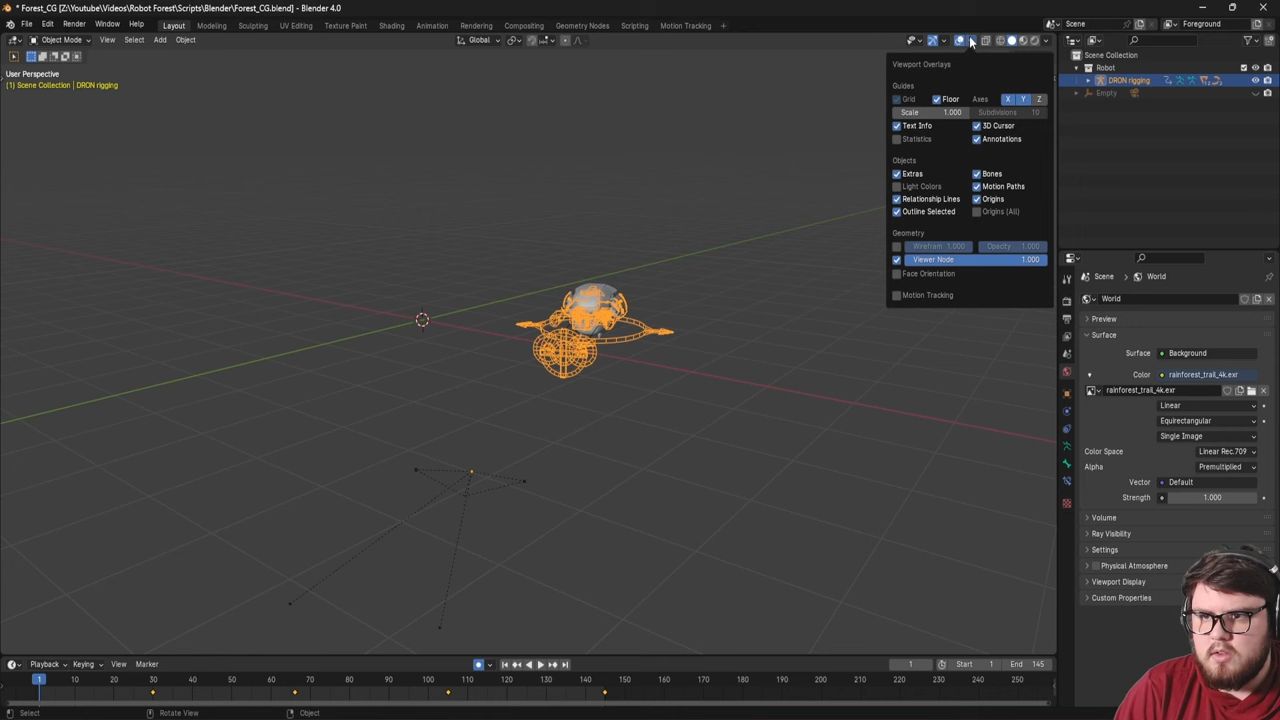 * Forest_CG [Z:\Youtube\Videos\Robot Forest\Scripts\Blender\Forest_CG.blend] - Blender 4.0
File Edit Render Window Help Layout Modeling Sculpting UV Editing Texture Paint Shading Animation Rendering Compositing Geometry Nodes Scripting Motion Tracking + Scene Foreground
Object Mode View Select Add Object Global
User Perspective
(1) Scene Collection | DRON rigging
Viewport Overlays
Guides
Grid Floor Axes X Y Z
Scale 1.000 Subdivisions 10
Text Info 3D Cursor
Statistics Annotations
Objects
Extras Bones
Light Colors Motion Paths
Relationship Lines Origins
Outline Selected Origins (All)
Geometry
Wirefram 1.000 Opacity 1.000
Viewer Node 1.000
Face Orientation
Motion Tracking
Scene Collection
Robot
DRON rigging
Empty
Scene > World
World
Preview
Surface
Surface Background
Color rainforest_trail_4k.exr
rainforest_trail_4k.exr
Linear
Equirectangular
Single Image
Color Space Linear Rec.709
Alpha Premultiplied
Vector Default
Strength 1.000
Volume
Ray Visibility
Settings
Physical Atmosphere
Viewport Display
Custom Properties
Playback Keying View Marker 1 Start 1 End 145
1 10 20 30 40 50 60 70 80 90 100 110 120 130 140 150 160 170 180 190 200 210 220 230 240 250
Select Rotate View Object